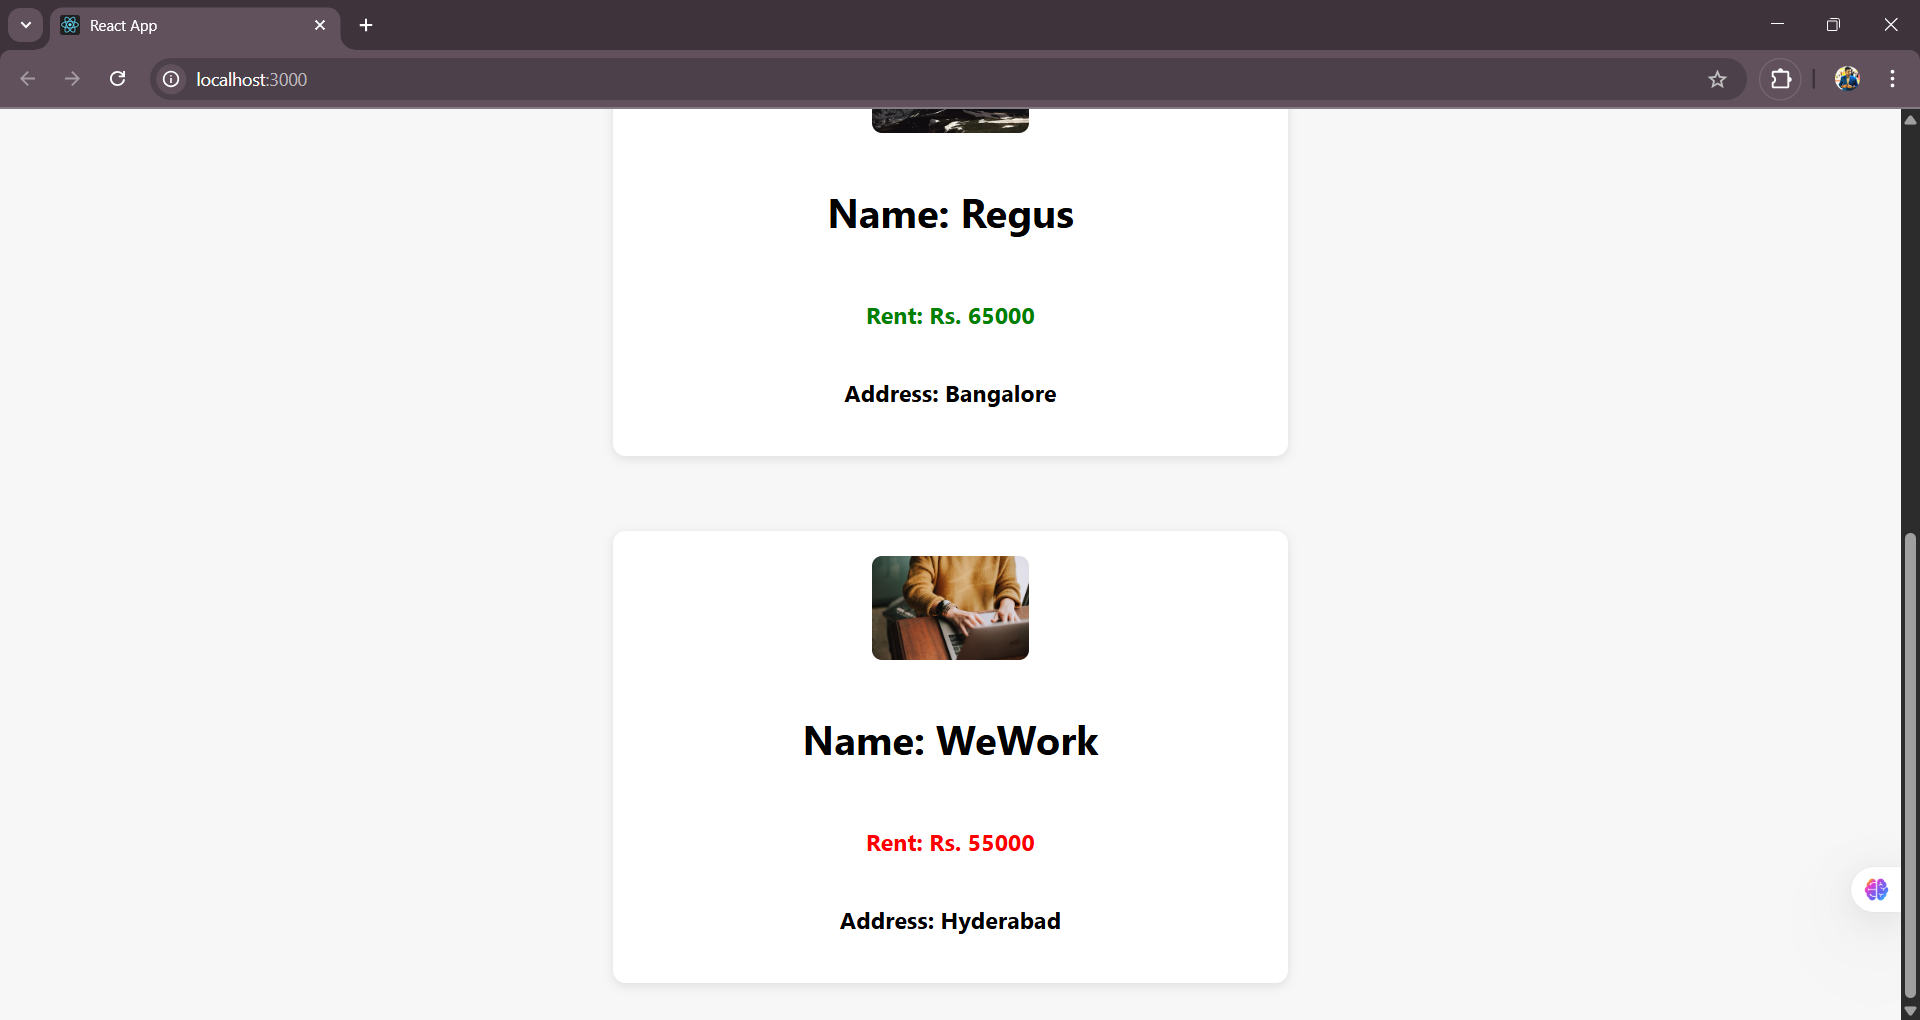 React App
localhost:3000
Name: Regus
Rent: Rs. 65000
Address: Bangalore
Name: WeWork
Rent: Rs. 55000
Address: Hyderabad